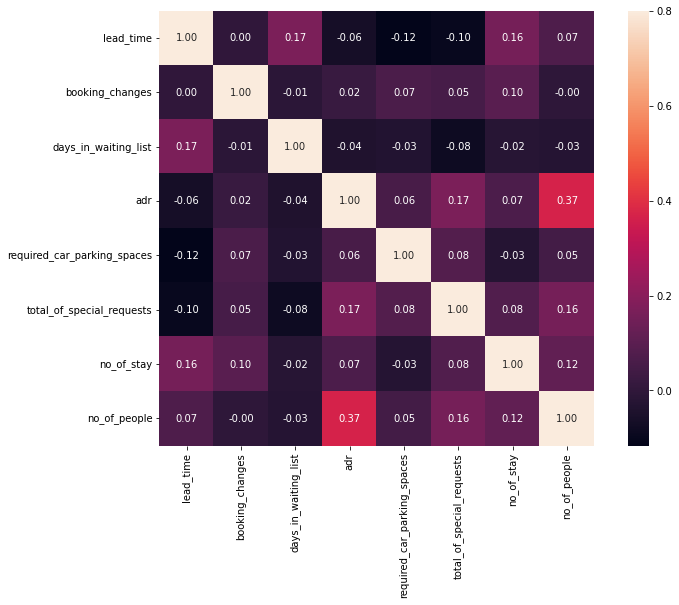 lead_time 1.00 0.00 0.17 -0.06 -0.12 -0.10 0.16 0.07
booking_changes 0.00 1.00 -0.01 0.02 0.07 0.05 0.10 -0.00
days_in_waiting_list 0.17 -0.01 1.00 -0.04 -0.03 -0.08 -0.02 -0.03
adr -0.06 0.02 -0.04 1.00 0.06 0.17 0.07 0.37
required_car_parking_spaces -0.12 0.07 -0.03 0.06 1.00 0.08 -0.03 0.05
total_of_special_requests -0.10 0.05 -0.08 0.17 0.08 1.00 0.08 0.16
no_of_stay 0.16 0.10 -0.02 0.07 -0.03 0.08 1.00 0.12
no_of_people 0.07 -0.00 -0.03 0.37 0.05 0.16 0.12 1.00
lead_time
booking_changes
days_in_waiting_list
adr
required_car_parking_spaces
total_of_special_requests
no_of_stay
no_of_people
0.8
0.6
0.4
0.2
0.0